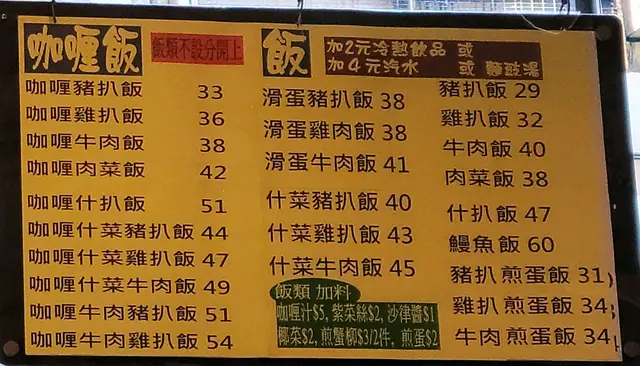 咖喱飯 飯類不設分開上
咖喱豬扒飯 33
咖喱雞扒飯 36
咖喱牛肉飯 38
咖喱肉菜飯 42
咖喱什扒飯 51
咖喱什菜豬扒飯 44
咖喱什菜雞扒飯 47
咖喱什菜牛肉飯 49
咖喱牛肉豬扒飯 51
咖喱牛肉雞扒飯 54
飯
加2元冷熱飲品 或
加4元汽水 或 麵豉湯
滑蛋豬扒飯 38
滑蛋雞肉飯 38
滑蛋牛肉飯 41
什菜豬扒飯 40
什菜雞扒飯 43
什菜牛肉飯 45
飯類 加料
咖喱汁$5, 紫菜絲$2, 沙律醬$1
椰菜$2, 煎蟹柳$3/2件, 煎蛋$2
豬扒飯 29
雞扒飯 32
牛肉飯 40
肉菜飯 38
什扒飯 47
鰻魚飯 60
豬扒 煎蛋飯 31
雞扒 煎蛋飯 34
牛肉 煎蛋飯 34